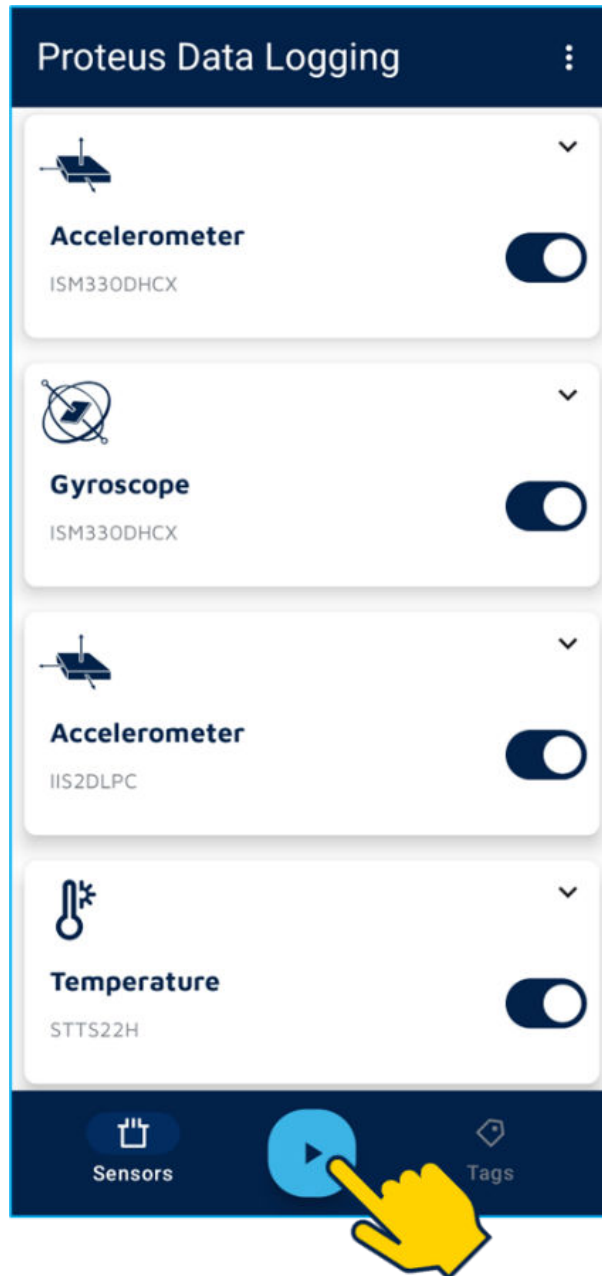 Proteus Data Logging
Accelerometer
ISM330DHCX
Gyroscope
ISM330DHCX
Accelerometer
IIS2DLPC
Temperature
STTS22H
Sensors
Tags